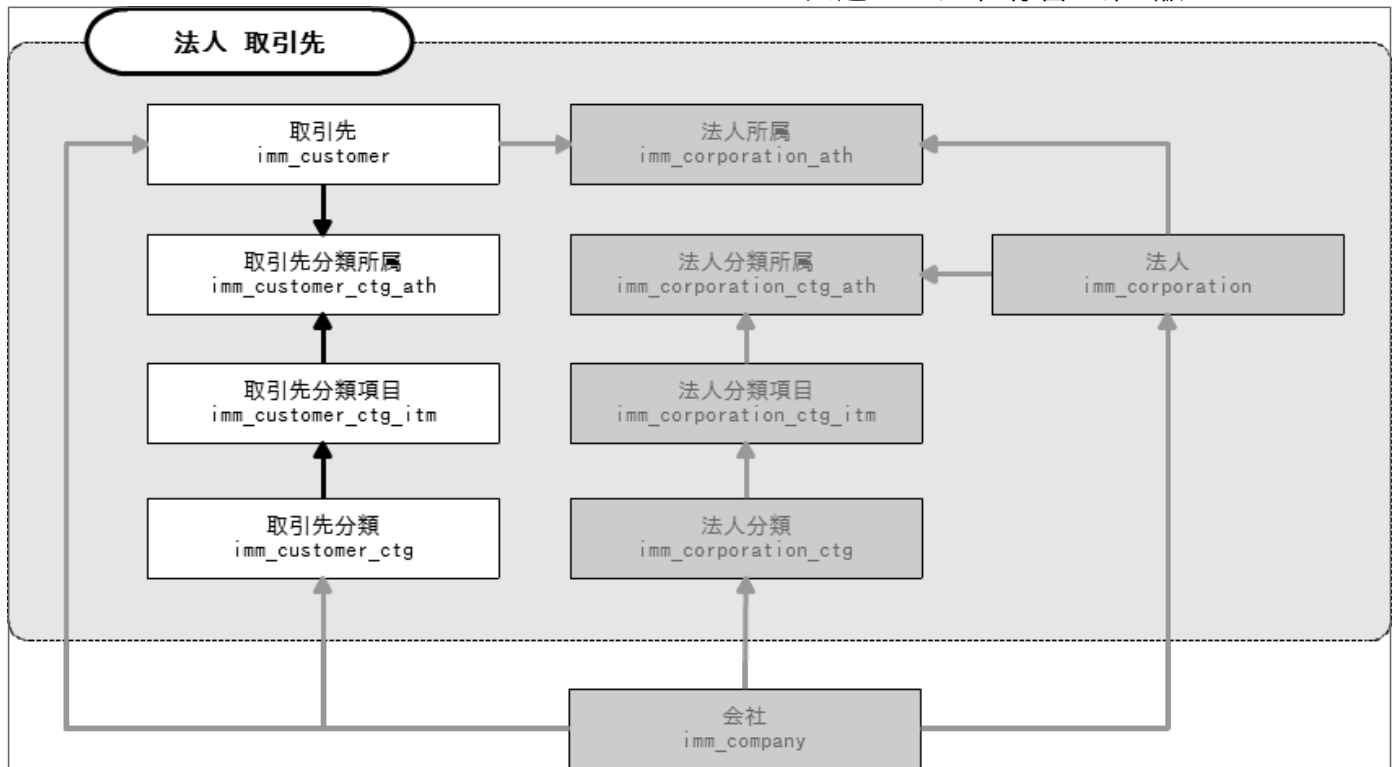 法人 取引先
取引先
imm_customer
法人所属
imm_corporation_ath
取引先分類所属
imm_customer_ctg_ath
法人分類所属
imm_corporation_ctg_ath
法人
imm_corporation
取引先分類項目
imm_customer_ctg_itm
法人分類項目
imm_corporation_ctg_itm
取引先分類
imm_customer_ctg
法人分類
imm_corporation_ctg
会社
imm_company